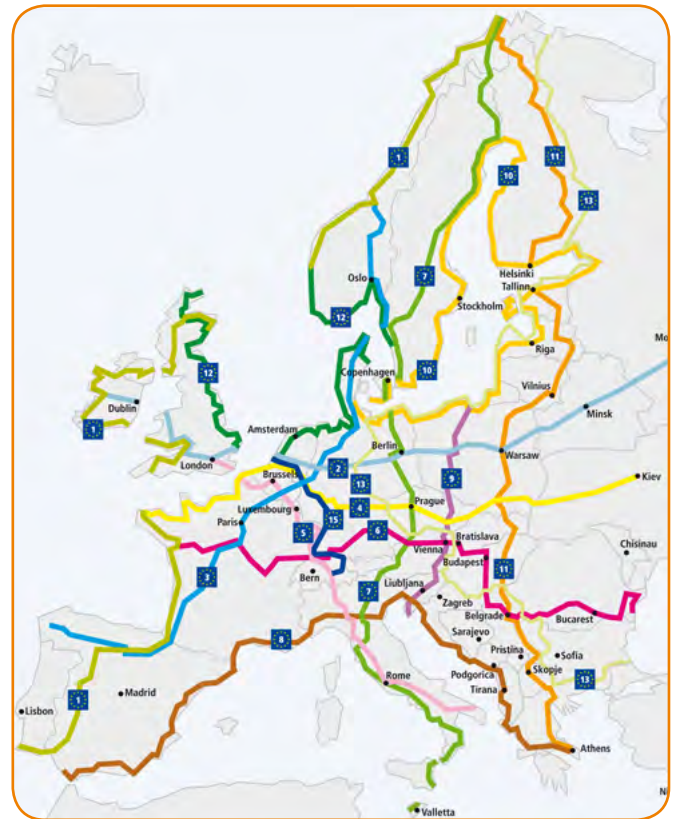 1
11
10
13
Oslo
7
Helsinki
Tallinn
12
Stockholm
Mo
Riga
12
10
Copenhagen
Vilnius
Dublin
Minsk
1
Amsterdam
Berlin
London
Warsaw
2
Brussels
9
Kiev
13
Prague
Luxembourg
4
15
Paris
5
6
Bratislava
Vienna
Chisinau
Budapest
3
Bern
11
7
Liubljana
Zagreb
Belgrade
Bucarest
8
Sarajevo
Pristina
Sofia
Podgorica
Skopje
Rome
13
Tirana
1
Madrid
Lisbon
Athens
Ni
Valletta